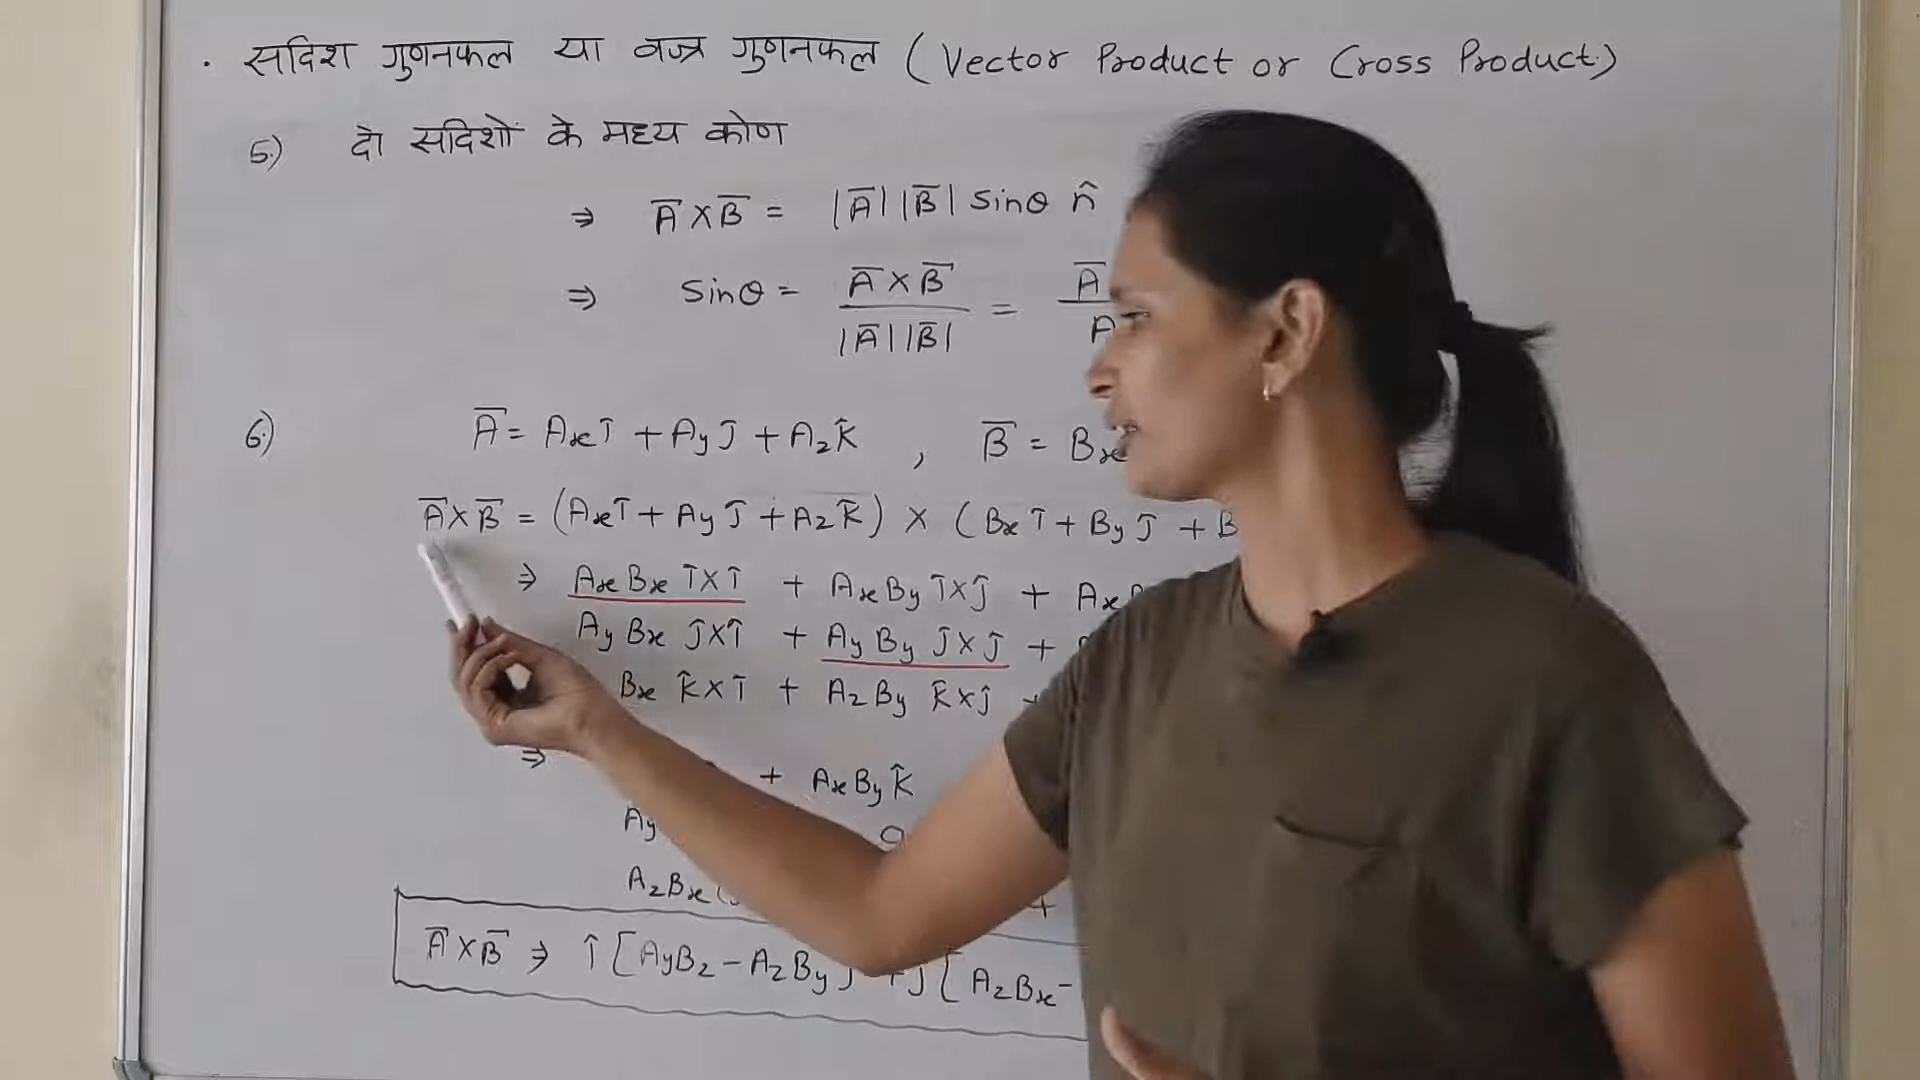 • सदिश गुणनफल या वज्र गुणनफल (Vector Product or Cross Product)
5.) दो सदिशों के मध्य कोण
⇒ A̅ X B̅ = |A̅| |B̅| Sinθ n̂
⇒ Sinθ = A̅ X B̅ / |A̅| |B̅| = A̅ / A
6.) A̅ = Axî + Ayĵ + Azk̂ , B̅ = Bx
A̅ X B̅ = (Axî + Ayĵ + Azk̂) X (Bxî + Byĵ + B
⇒ AxBx î X î + AxBy î X ĵ + Ax
AyBx ĵ X î + AyBy ĵ X ĵ +
Bx k̂ X î + AzBy k̂ X ĵ +
⇒ + AxBy k̂
Ay
AzBx ( +
A̅ X B̅ ⇒ î [AyBz - AzBy] + ĵ [AzBx -